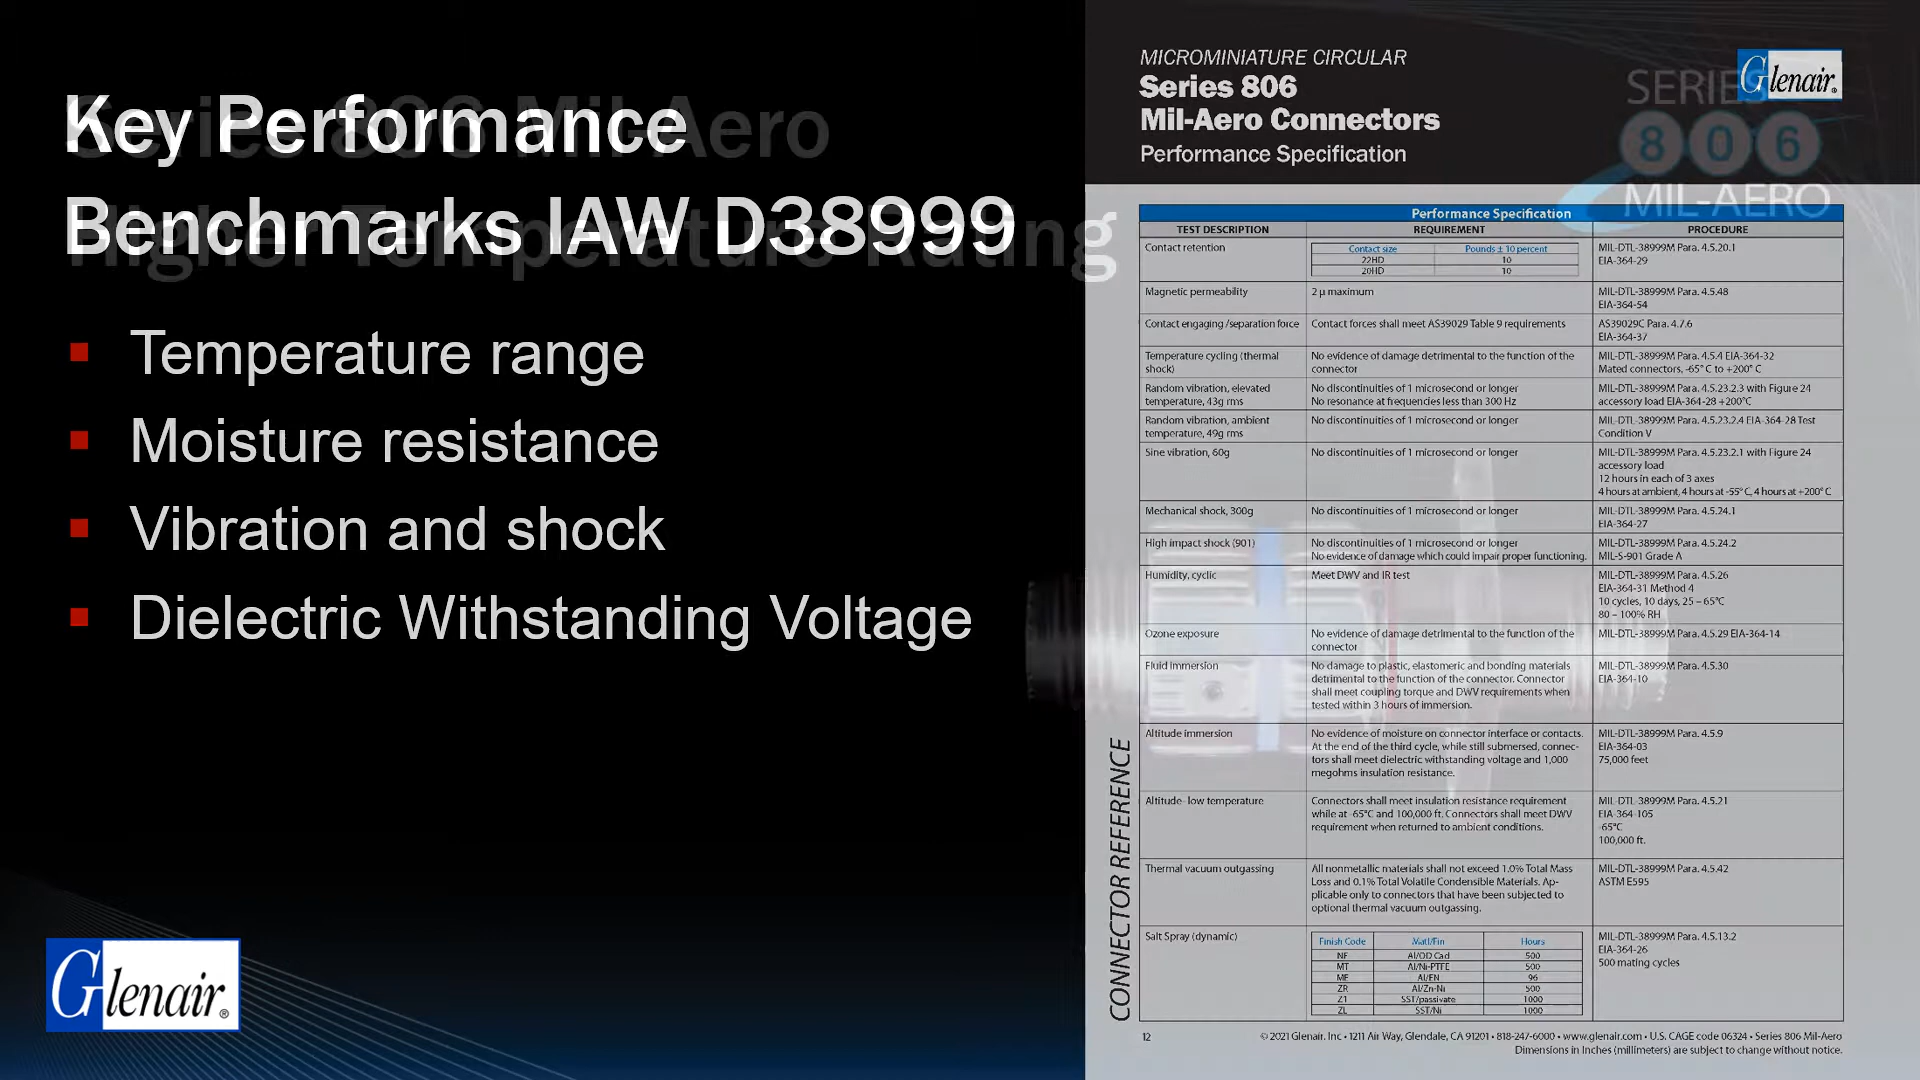 Key Performance
Benchmarks IAW D38999
Series 806 Mil-Aero
Higher Temperature Rating
Temperature range
Moisture resistance
Vibration and shock
Dielectric Withstanding Voltage
Glenair®
MICROMINIATURE CIRCULAR
Series 806
Mil-Aero Connectors
Performance Specification
Glenair®
SERIES
806
MIL-AERO
Performance Specification
TEST DESCRIPTION REQUIREMENT PROCEDURE
Contact retention
Contact size Pounds ± 10 percent
22HD 10
20HD 10
MIL-DTL-38999M Para. 4.5.20.1
EIA-364-29
Magnetic permeability
2 µ maximum
MIL-DTL-38999M Para. 4.5.48
EIA-364-54
Contact engaging /separation force
Contact forces shall meet AS39029 Table 9 requirements
AS39029C Para. 4.7.6
EIA-364-37
Temperature cycling (thermal
shock)
No evidence of damage detrimental to the function of the
connector
MIL-DTL-38999M Para. 4.5.4 EIA-364-32
Mated connectors, -65° C to +200° C
Random vibration, elevated
temperature, 43g rms
No discontinuities of 1 microsecond or longer
No resonance at frequencies less than 300 Hz
MIL-DTL-38999M Para. 4.5.23.2.3 with Figure 24
accessory load EIA-364-28 +200°C
Random vibration, ambient
temperature, 49g rms
No discontinuities of 1 microsecond or longer
MIL-DTL-38999M Para. 4.5.23.2.4 EIA-364-28 Test
Condition V
Sine vibration, 60g
No discontinuities of 1 microsecond or longer
MIL-DTL-38999M Para. 4.5.23.2.1 with Figure 24
accessory load
12 hours in each of 3 axes
4 hours at ambient, 4 hours at -55° C, 4 hours at +200° C
Mechanical shock, 300g
No discontinuities of 1 microsecond or longer
MIL-DTL-38999M Para. 4.5.24.1
EIA-364-27
High impact shock (901)
No discontinuities of 1 microsecond or longer
No evidence of damage which could impair proper functioning.
MIL-DTL-38999M Para. 4.5.24.2
MIL-S-901 Grade A
Humidity, cyclic
Meet DWV and IR test
MIL-DTL-38999M Para. 4.5.26
EIA-364-31 Method 4
10 cycles, 10 days, 25 – 65°C
80 – 100% RH
Ozone exposure
No evidence of damage detrimental to the function of the
connector
MIL-DTL-38999M Para. 4.5.29 EIA-364-14
Fluid immersion
No damage to plastic, elastomeric and bonding materials
detrimental to the function of the connector. Connector
shall meet coupling torque and DWV requirements when
tested within 3 hours of immersion.
MIL-DTL-38999M Para. 4.5.30
EIA-364-10
Altitude immersion
No evidence of moisture on connector interface or contacts.
At the end of the third cycle, while still submersed, connec-
tors shall meet dielectric withstanding voltage and 1,000
megohms insulation resistance.
MIL-DTL-38999M Para. 4.5.9
EIA-364-03
75,000 feet
Altitude- low temperature
Connectors shall meet insulation resistance requirement
while at -65°C and 100,000 ft. Connectors shall meet DWV
requirement when returned to ambient conditions.
MIL-DTL-38999M Para. 4.5.21
EIA-364-105
-65°C
100,000 ft.
Thermal vacuum outgassing
All nonmetallic materials shall not exceed 1.0% Total Mass
Loss and 0.1% Total Volatile Condensible Materials. Ap-
plicable only to connectors that have been subjected to
optional thermal vacuum outgassing.
MIL-DTL-38999M Para. 4.5.42
ASTM E595
Salt Spray (dynamic)
Finish Code Matl/Fin Hours
NF Al/OD Cad 500
MT Al/Ni-PTFE 500
ME Al/EN 96
ZR Al/Zn-Ni 500
Z1 SST/passivate 1000
ZL SST/Ni 1000
MIL-DTL-38999M Para. 4.5.13.2
EIA-364-26
500 mating cycles
CONNECTOR REFERENCE
12
© 2021 Glenair, Inc • 1211 Air Way, Glendale, CA 91201 • 818-247-6000 • www.glenair.com • U.S. CAGE code 06324 • Series 806 Mil-Aero
Dimensions in Inches (millimeters) are subject to change without notice.